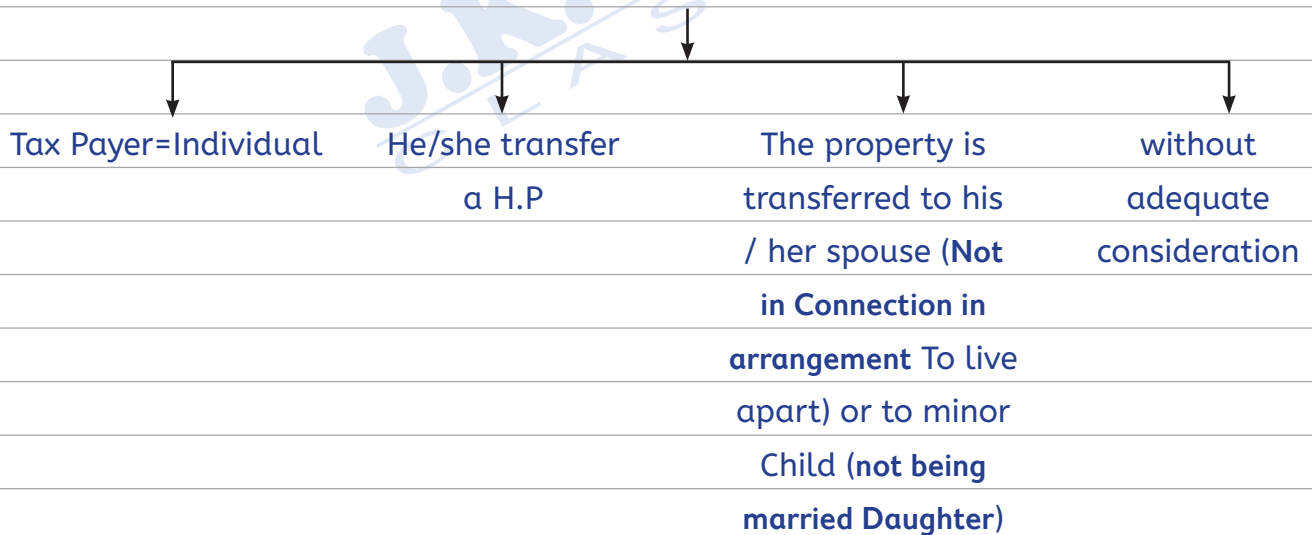 J.K.
CLAS
Tax Payer=Individual
He/she transfer
a H.P
The property is
transferred to his
/ her spouse (Not
in Connection in
arrangement To live
apart) or to minor
Child (not being
married Daughter)
without
adequate
consideration